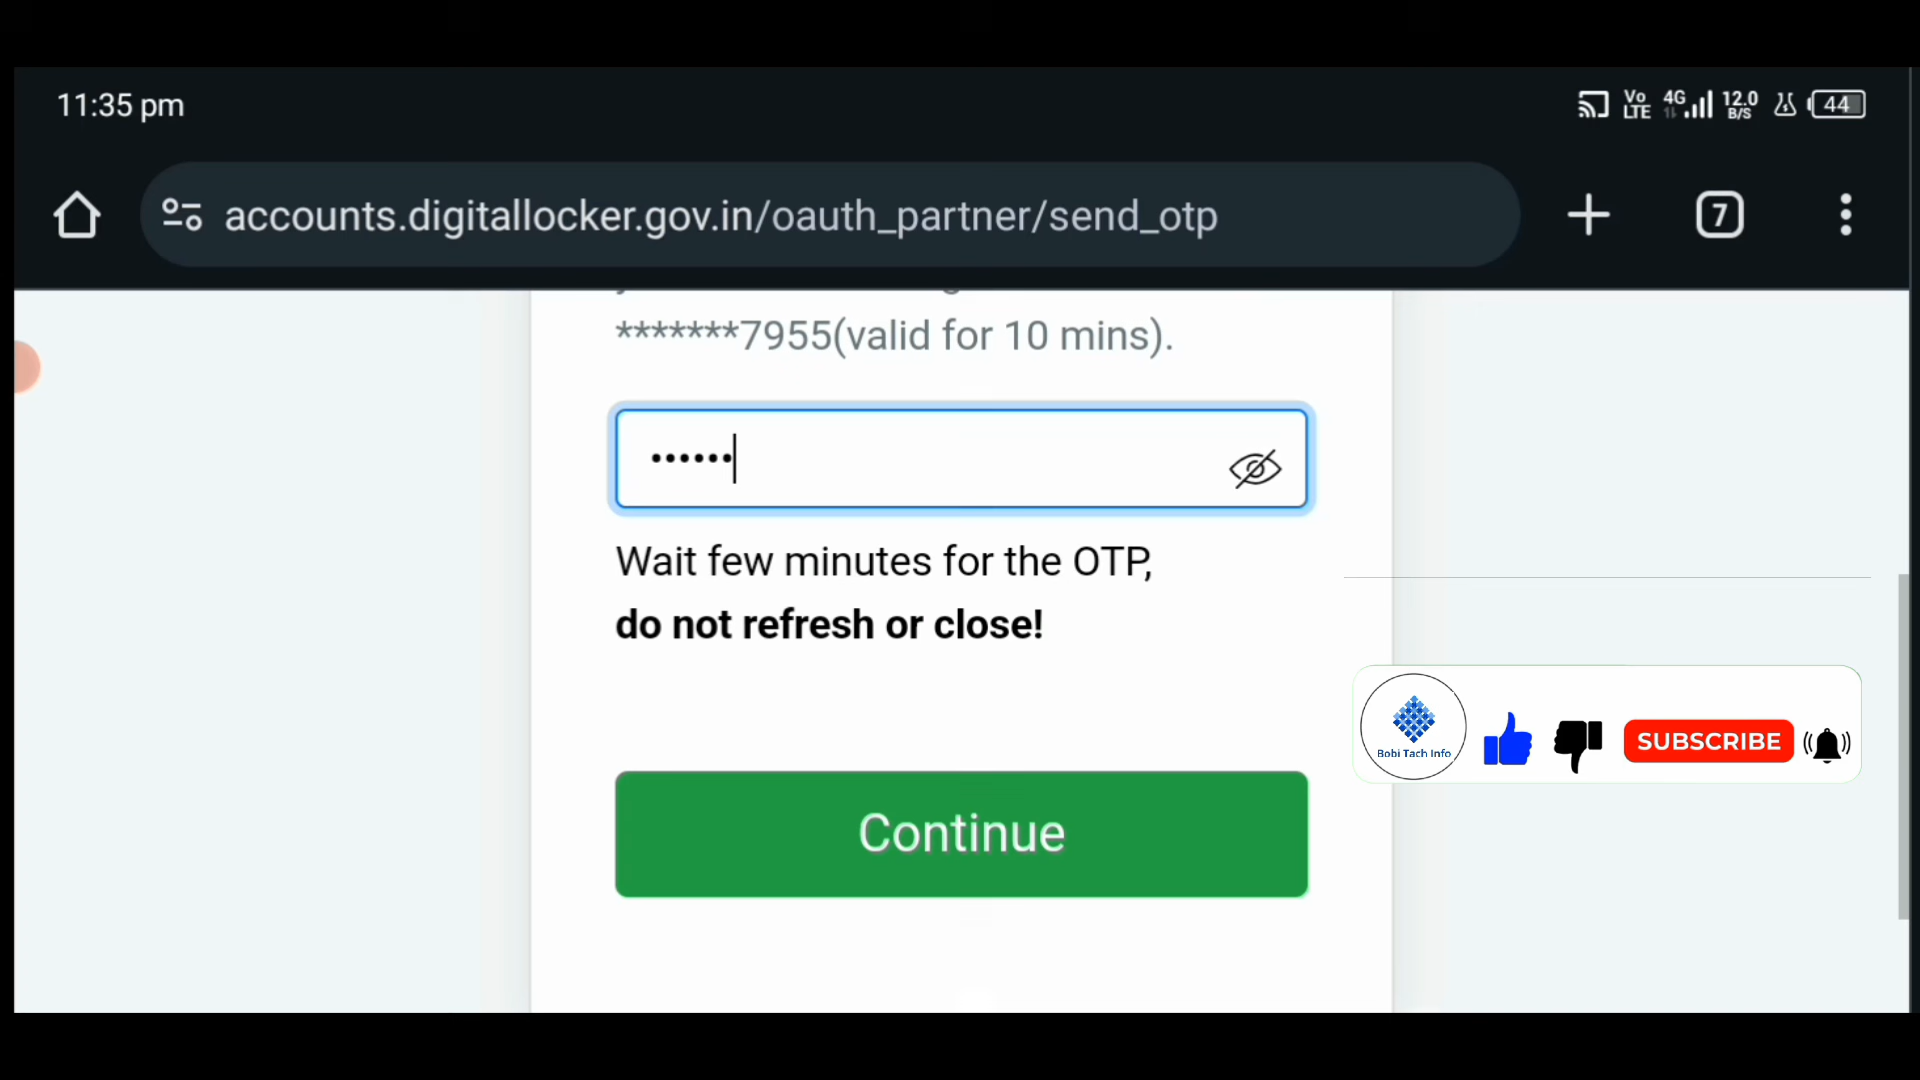 11:35 pm
Vo LTE 4G 12.0 B/S 44
accounts.digitallocker.gov.in/oauth_partner/send_otp
7
*******7955(valid for 10 mins).
••••••
Wait few minutes for the OTP,
do not refresh or close!
Bobi Tach Info
SUBSCRIBE
Continue